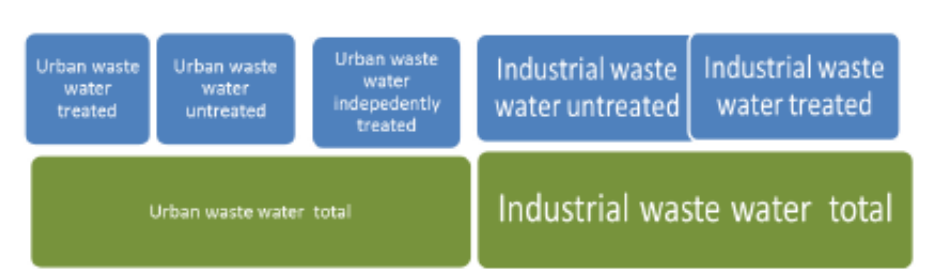 Urban waste
water
treated
Urban waste
water
untreated
Urban waste
water
indepedently
treated
Industrial waste
water untreated
Industrial waste
water treated
Urban waste water total
Industrial waste water total